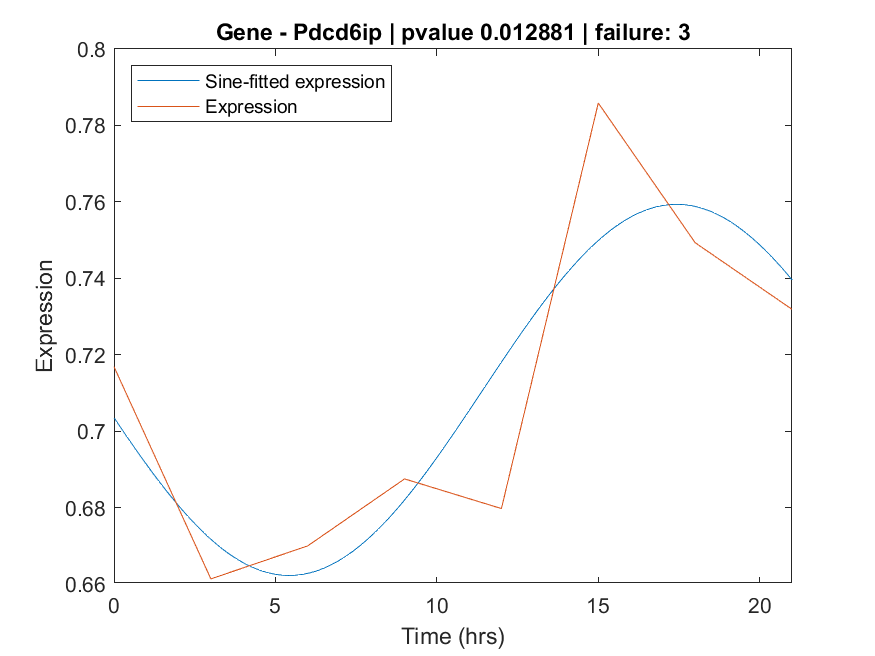 Gene - Pdcd6ip | pvalue 0.012881 | failure: 3
Sine-fitted expression
Expression
Expression
0.8
0.78
0.76
0.74
0.72
0.7
0.68
0.66
0
5
10
15
20
Time (hrs)